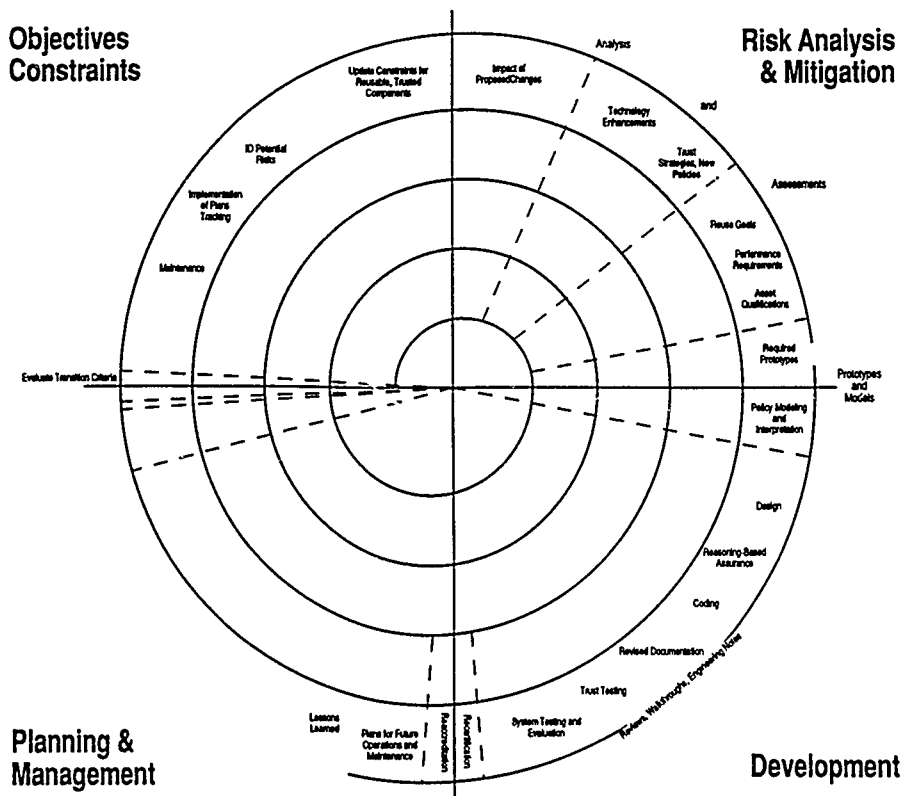 Objectives
Constraints
Risk Analysis
& Mitigation
Analysis
and
Assessments
Update Constraints for
Reusable, Trusted
Components
Impact of
ProposedChanges
Technology
Enhancements
Trust
Strategies, New
Policies
ID Potential
Risks
Implementation
of Plans
Tracking
Maintenance
Reuse Goals
Performance
Requirements
Asset
Qualifications
Required
Prototypes
Evaluate Transition Criteria
Prototypes
and
Models
Policy Modeling
and
Interpretation
Design
Reasoning-Based
Assurance
Coding
Revised Documentation
Reviews, Walkthroughs, Engineering Notes
Trust Testing
System Testing and
Evaluation
Recertification
Reaccreditation
Lessons
Learned
Plans for Future
Operations and
Maintenance
Planning &
Management
Development